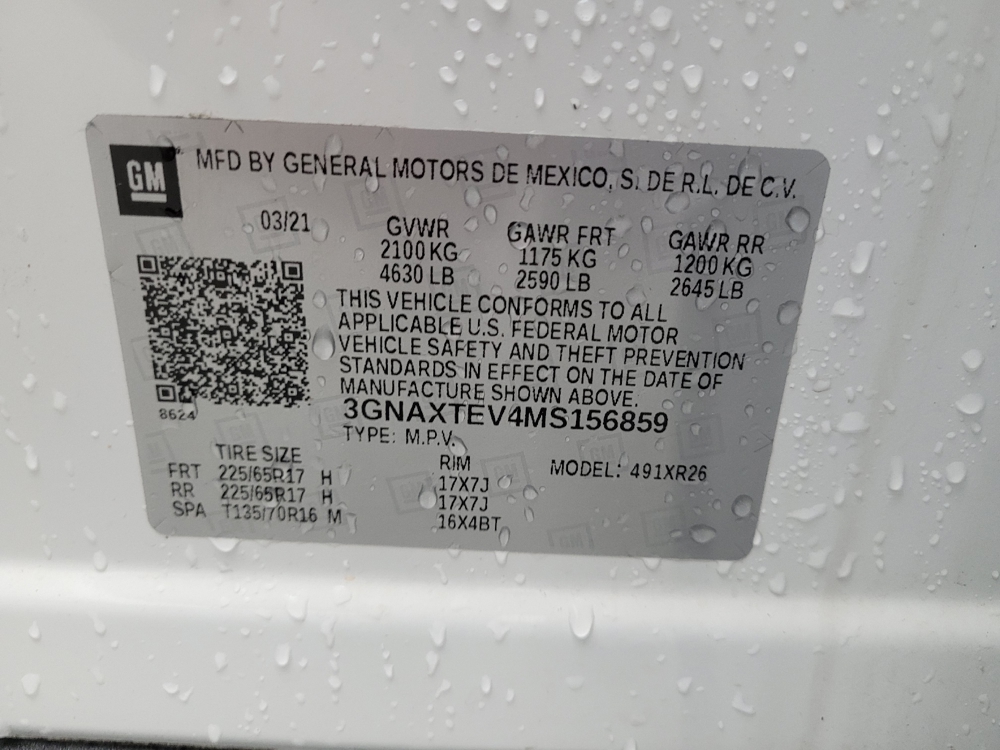 GM
MFD BY GENERAL MOTORS DE MEXICO, S. DE R.L. DE C.V.
03/21
GVWR GAWR FRT GAWR RR
2100 KG 1175 KG 1200 KG
4630 LB 2590 LB 2645 LB
THIS VEHICLE CONFORMS TO ALL
APPLICABLE U.S. FEDERAL MOTOR
VEHICLE SAFETY AND THEFT PREVENTION
STANDARDS IN EFFECT ON THE DATE OF
MANUFACTURE SHOWN ABOVE.
8624
3GNAXTEV4MS156859
TYPE: M.P.V.
TIRE SIZE RIM MODEL: 491XR26
FRT 225/65R17 H 17X7J
RR 225/65R17 H 17X7J
SPA T135/70R16 M 16X4BT